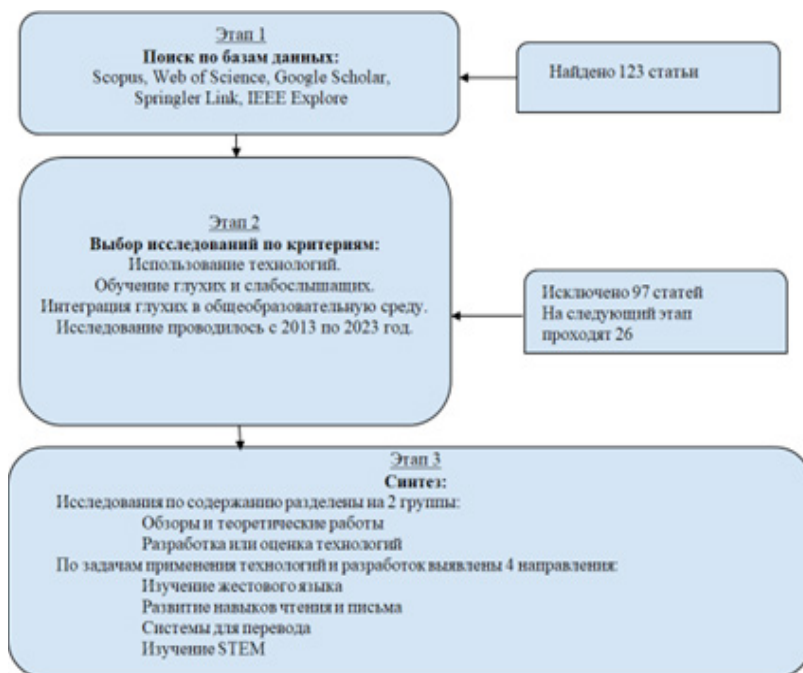 Этап 1
Поиск по базам данных:
Scopus, Web of Science, Google Scholar,
Springler Link, IEEE Explore
Найдено 123 статьи
Этап 2
Выбор исследований по критериям:
Использование технологий.
Обучение глухих и слабослышащих.
Интеграция глухих в общеобразовательную среду.
Исследование проводилось с 2013 по 2023 год.
Исключено 97 статей
На следующий этап
проходят 26
Этап 3
Синтез:
Исследования по содержанию разделены на 2 группы:
Обзоры и теоретические работы
Разработка или оценка технологий
По задачам применения технологий и разработок выявлены 4 направления:
Изучение жестового языка
Развитие навыков чтения и письма
Системы для перевода
Изучение STEM